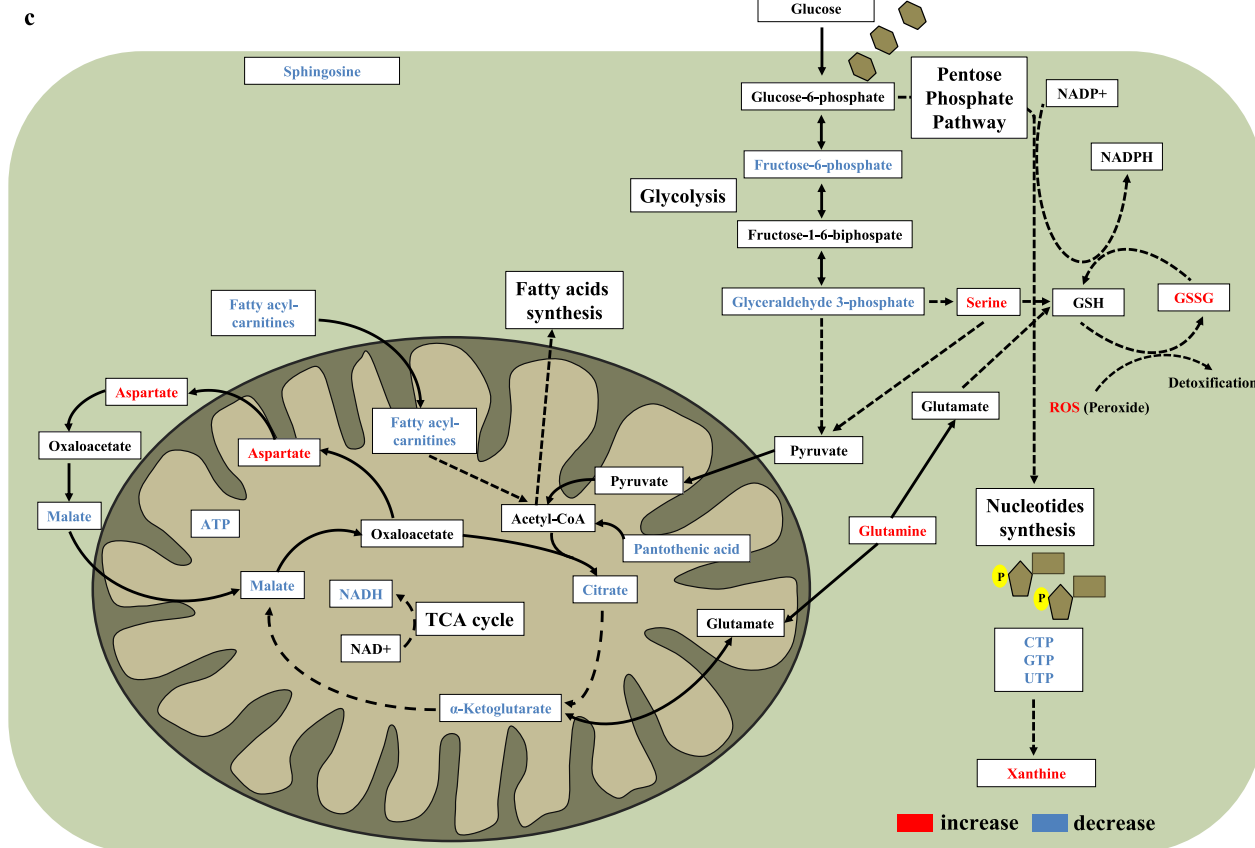 c
Glucose
Sphingosine
Pentose
Phosphate
Pathway
Glucose-6-phosphate
NADP+
NADPH
Fructose-6-phosphate
Glycolysis
Fructose-1-6-biphospate
Fatty acids
synthesis
Fatty acyl-
carnitines
Glyceraldehyde 3-phosphate
Serine
GSH
GSSG
Detoxification
Aspartate
Glutamate
ROS (Peroxide)
Fatty acyl-
carnitines
Oxaloacetate
Aspartate
Pyruvate
Pyruvate
Malate
ATP
Oxaloacetate
Acetyl-CoA
Nucleotides
synthesis
Glutamine
Pantothenic acid
Malate
NADH
Citrate
P
P
TCA cycle
Glutamate
NAD+
CTP
GTP
UTP
α-Ketoglutarate
Xanthine
increase
decrease